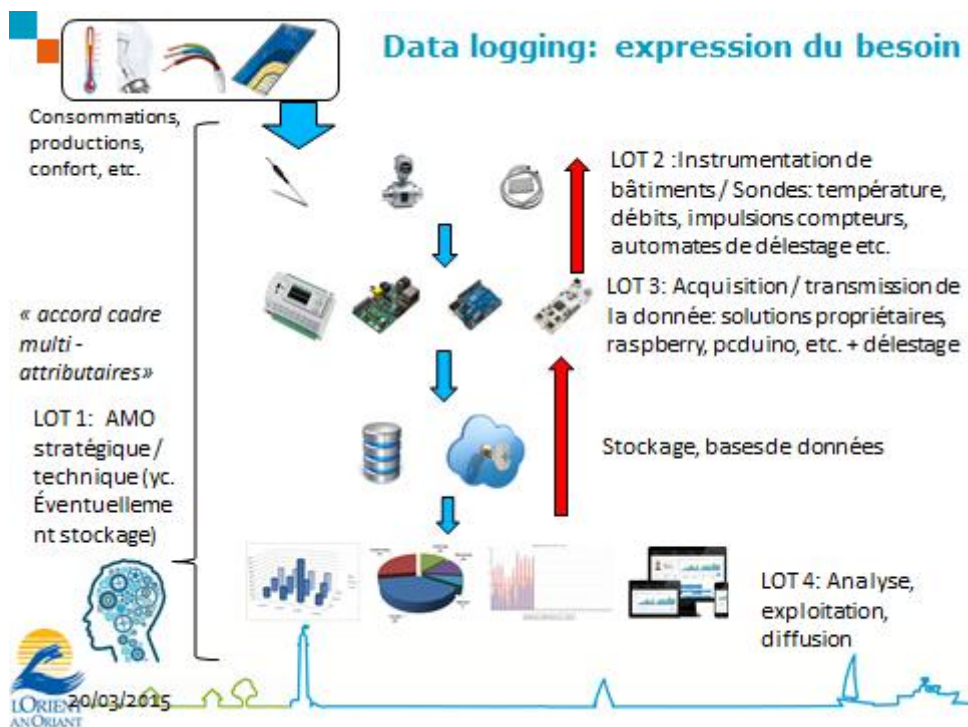 Data logging: expression du besoin
Consommations,
productions,
confort, etc.
LOT 2 :Instrumentation de
bâtiments / Sondes: température,
débits, impulsions compteurs,
automates de délestage etc.
LOT 3: Acquisition / transmission de
la donnée: solutions propriétaires,
raspberry, pcduino, etc. + délestage
« accord cadre
multi -
attributaires»
LOT 1: AMO
stratégique /
technique (yc.
Éventuelleme
nt stockage)
Stockage, bases de données
LOT 4: Analyse,
exploitation,
diffusion
20/03/2015
LORIENT
AN ORIANT